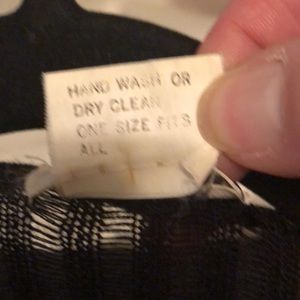 HAND WASH OR
DRY CLEAN
ONE SIZE FITS
ALL